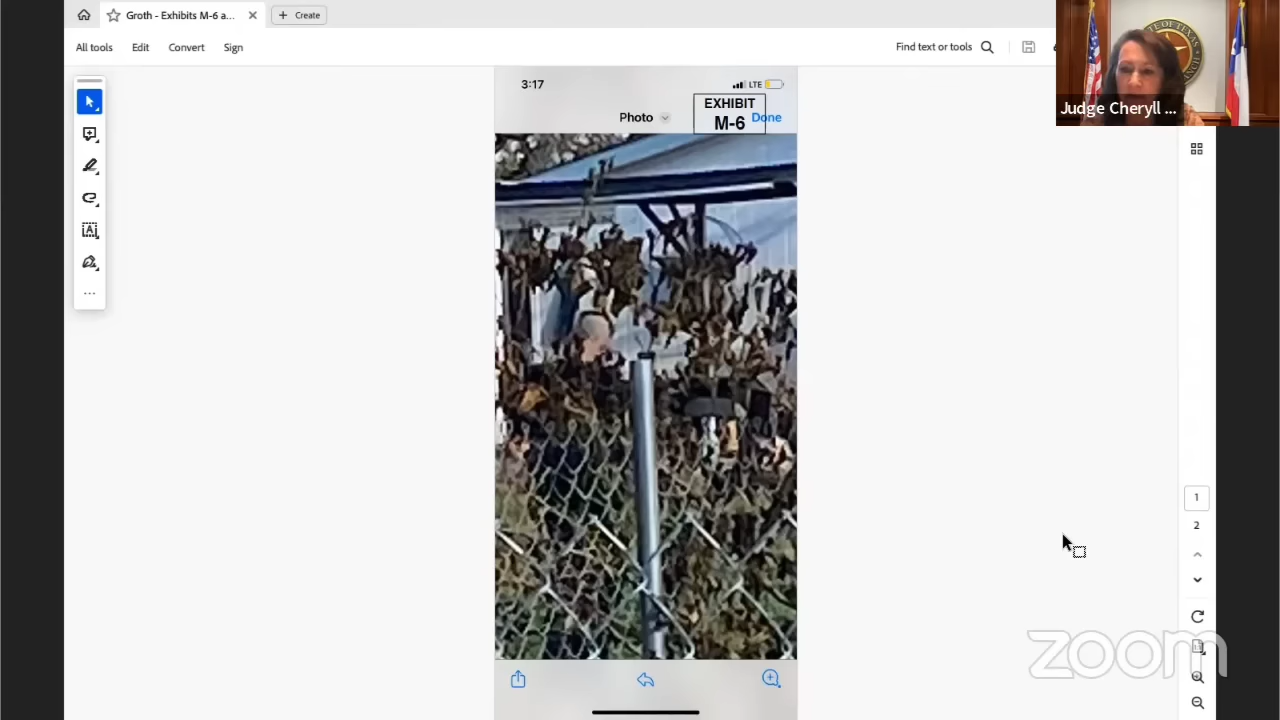 Groth - Exhibits M-6 a...
Create
All tools
Edit
Convert
Sign
Find text or tools
Judge Cheryll ...
3:17
LTE
Photo
EXHIBIT
M-6
Done
1
2
zoom